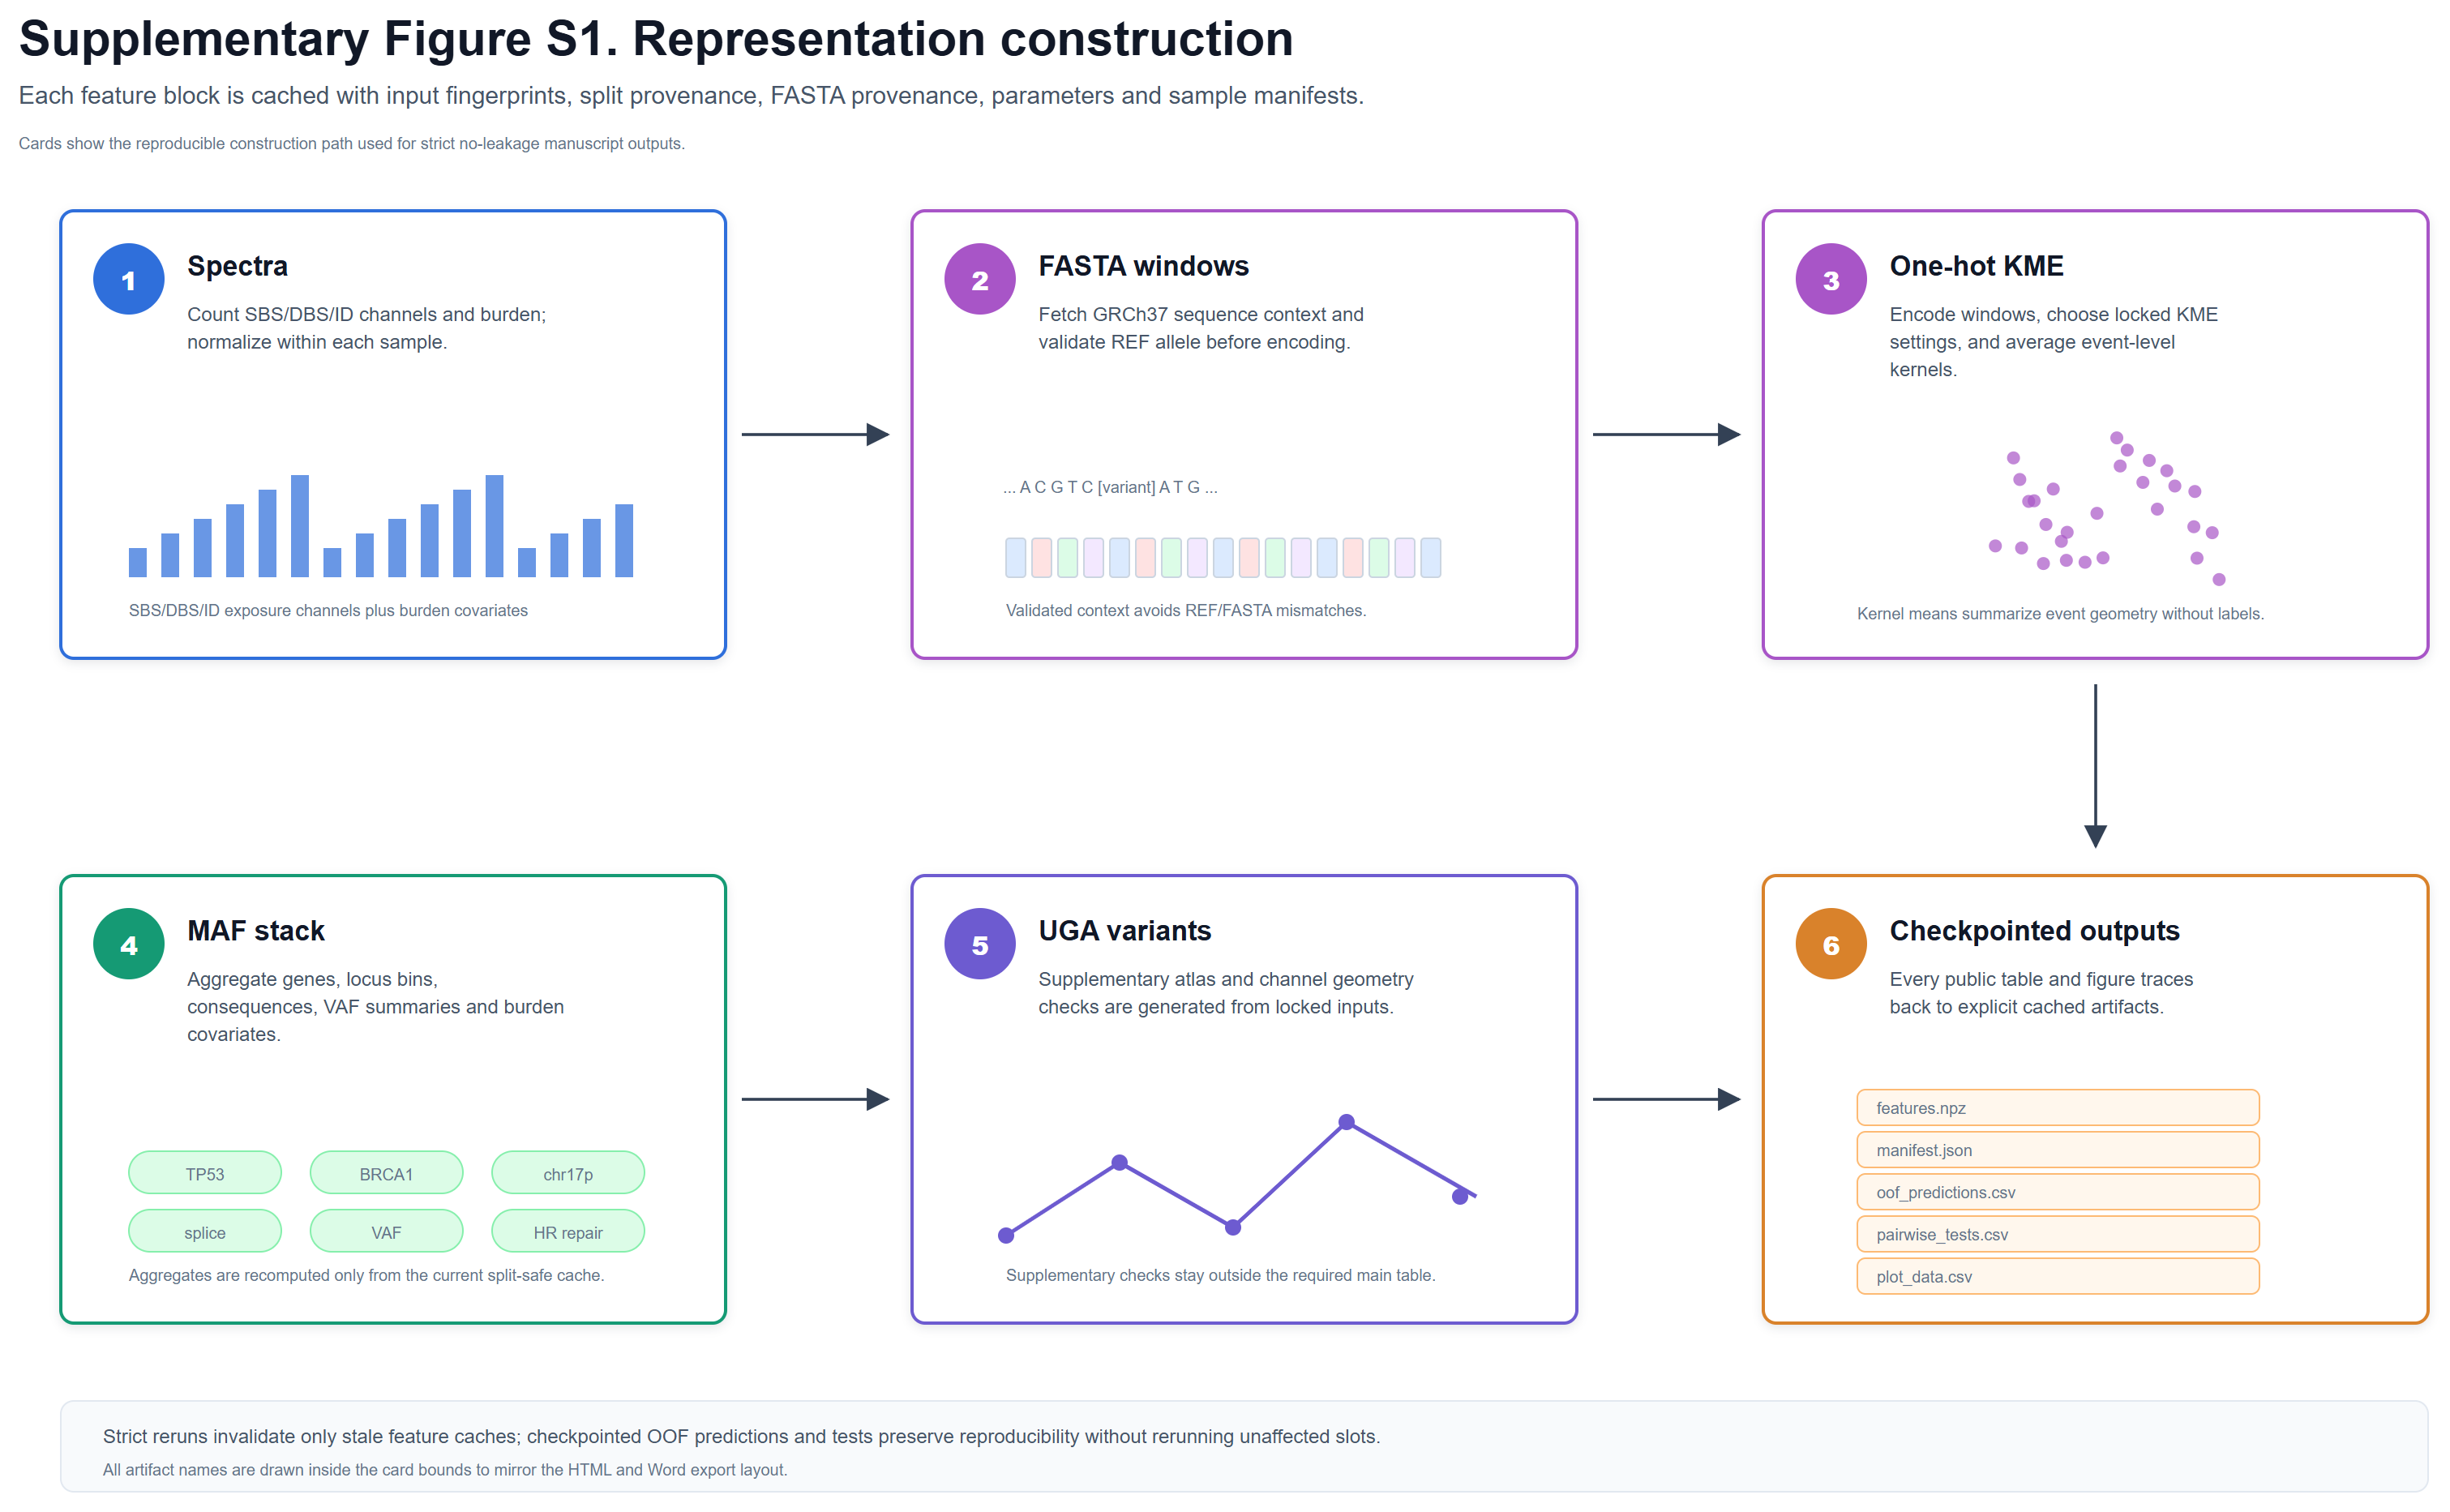 Supplementary Figure S1. Representation construction
Each feature block is cached with input fingerprints, split provenance, FASTA provenance, parameters and sample manifests.
Cards show the reproducible construction path used for strict no-leakage manuscript outputs.
1
Spectra
Count SBS/DBS/ID channels and burden;
normalize within each sample.
SBS/DBS/ID exposure channels plus burden covariates
2
FASTA windows
Fetch GRCh37 sequence context and
validate REF allele before encoding.
... A C G T C [variant] A T G ...
Validated context avoids REF/FASTA mismatches.
3
One-hot KME
Encode windows, choose locked KME
settings, and average event-level
kernels.
Kernel means summarize event geometry without labels.
4
MAF stack
Aggregate genes, locus bins,
consequences, VAF summaries and burden
covariates.
TP53
BRCA1
chr17p
splice
VAF
HR repair
Aggregates are recomputed only from the current split-safe cache.
5
UGA variants
Supplementary atlas and channel geometry
checks are generated from locked inputs.
Supplementary checks stay outside the required main table.
6
Checkpointed outputs
Every public table and figure traces
back to explicit cached artifacts.
features.npz
manifest.json
oof_predictions.csv
pairwise_tests.csv
plot_data.csv
Strict reruns invalidate only stale feature caches; checkpointed OOF predictions and tests preserve reproducibility without rerunning unaffected slots.
All artifact names are drawn inside the card bounds to mirror the HTML and Word export layout.